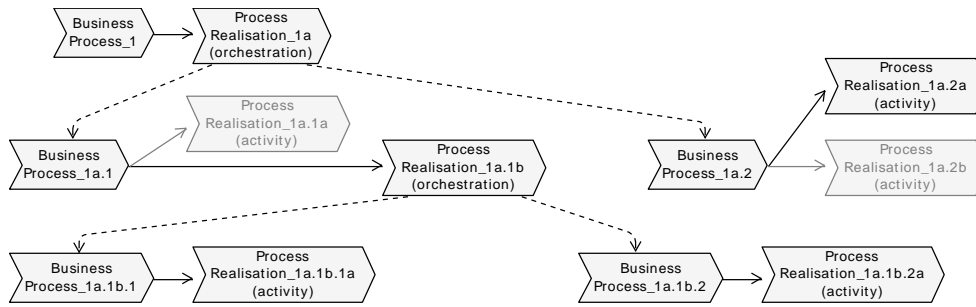 Business
Process_1
Process
Realisation_1a
(orchestration)
Process
Realisation_1a.2a
(activity)
Process
Realisation_1a.1a
(activity)
Business
Process_1a.1
Process
Realisation_1a.1b
(orchestration)
Business
Process_1a.2
Process
Realisation_1a.2b
(activity)
Business
Process_1a.1b.1
Process
Realisation_1a.1b.1a
(activity)
Business
Process_1a.1b.2
Process
Realisation_1a.1b.2a
(activity)